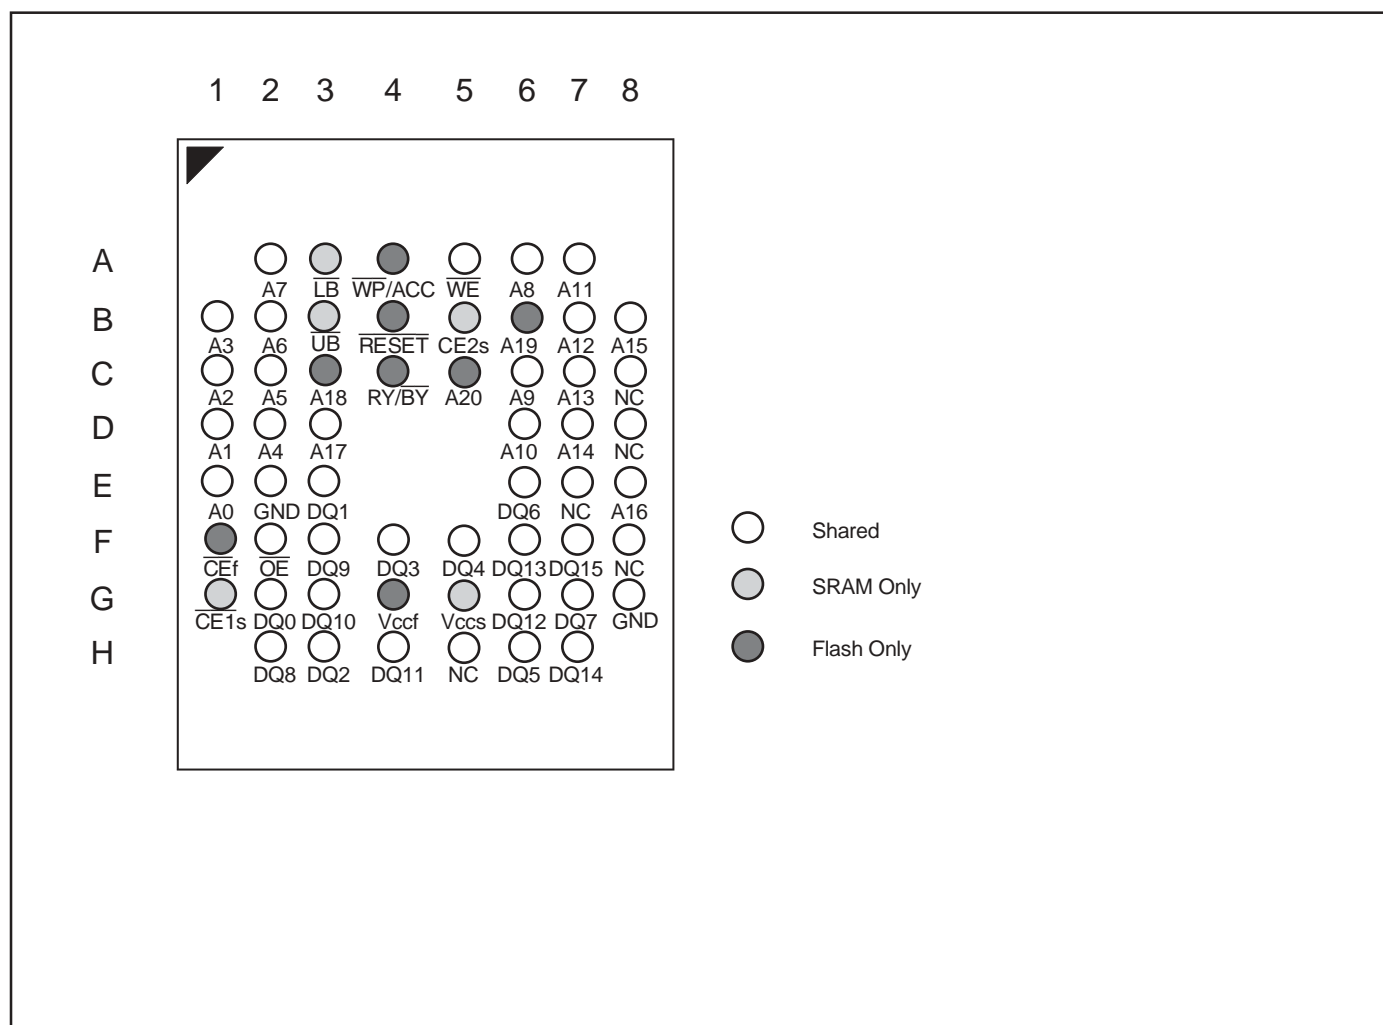 1 2 3 4 5 6 7 8
A
A7 LB WP/ACC WE A8 A11
B
A3 A6 UB RESET CE2s A19 A12 A15
C
A2 A5 A18 RY/BY A20 A9 A13 NC
D
A1 A4 A17 A10 A14 NC
E
A0 GND DQ1 DQ6 NC A16
F
CEf OE DQ9 DQ3 DQ4 DQ13 DQ15 NC
G
CE1s DQ0 DQ10 Vccf Vccs DQ12 DQ7 GND
H
DQ8 DQ2 DQ11 NC DQ5 DQ14
Shared
SRAM Only
Flash Only